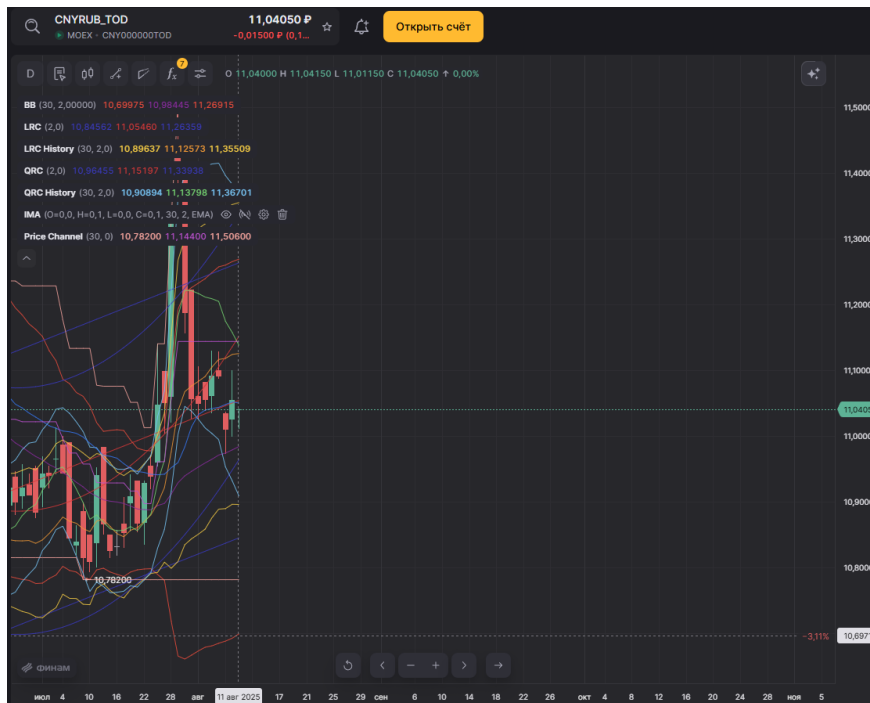 CNYRUB_TOD 11,04050 ₽
MOEX · CNY000000TOD -0,01500 ₽ (0,1...
Открыть счёт
D fx 7 O 11,04000 H 11,04150 L 11,01150 C 11,04050 ↑ 0,00%
BB (30, 2,00000) 10,69975 10,98445 11,26915
LRC (2,0) 10,84562 11,05460 11,26359
LRC History (30, 2,0) 10,89637 11,12573 11,35509
QRC (2,0) 10,96455 11,15197 11,33938
QRC History (30, 2,0) 10,90894 11,13798 11,36701
IMA (O=0,0, H=0,1, L=0,0, C=0,1, 30, 2, EMA)
Price Channel (30, 0) 10,78200 11,14400 11,50600
11,5000
11,4000
11,3000
11,2000
11,1000
11,0405
11,0000
10,9000
10,8000
10,78200
-3,11% 10,6971
финам
июл 4 10 16 22 28 авг 11 авг 2025 17 21 25 29 сен 6 10 14 18 22 26 окт 4 8 12 16 20 24 28 ноя 5